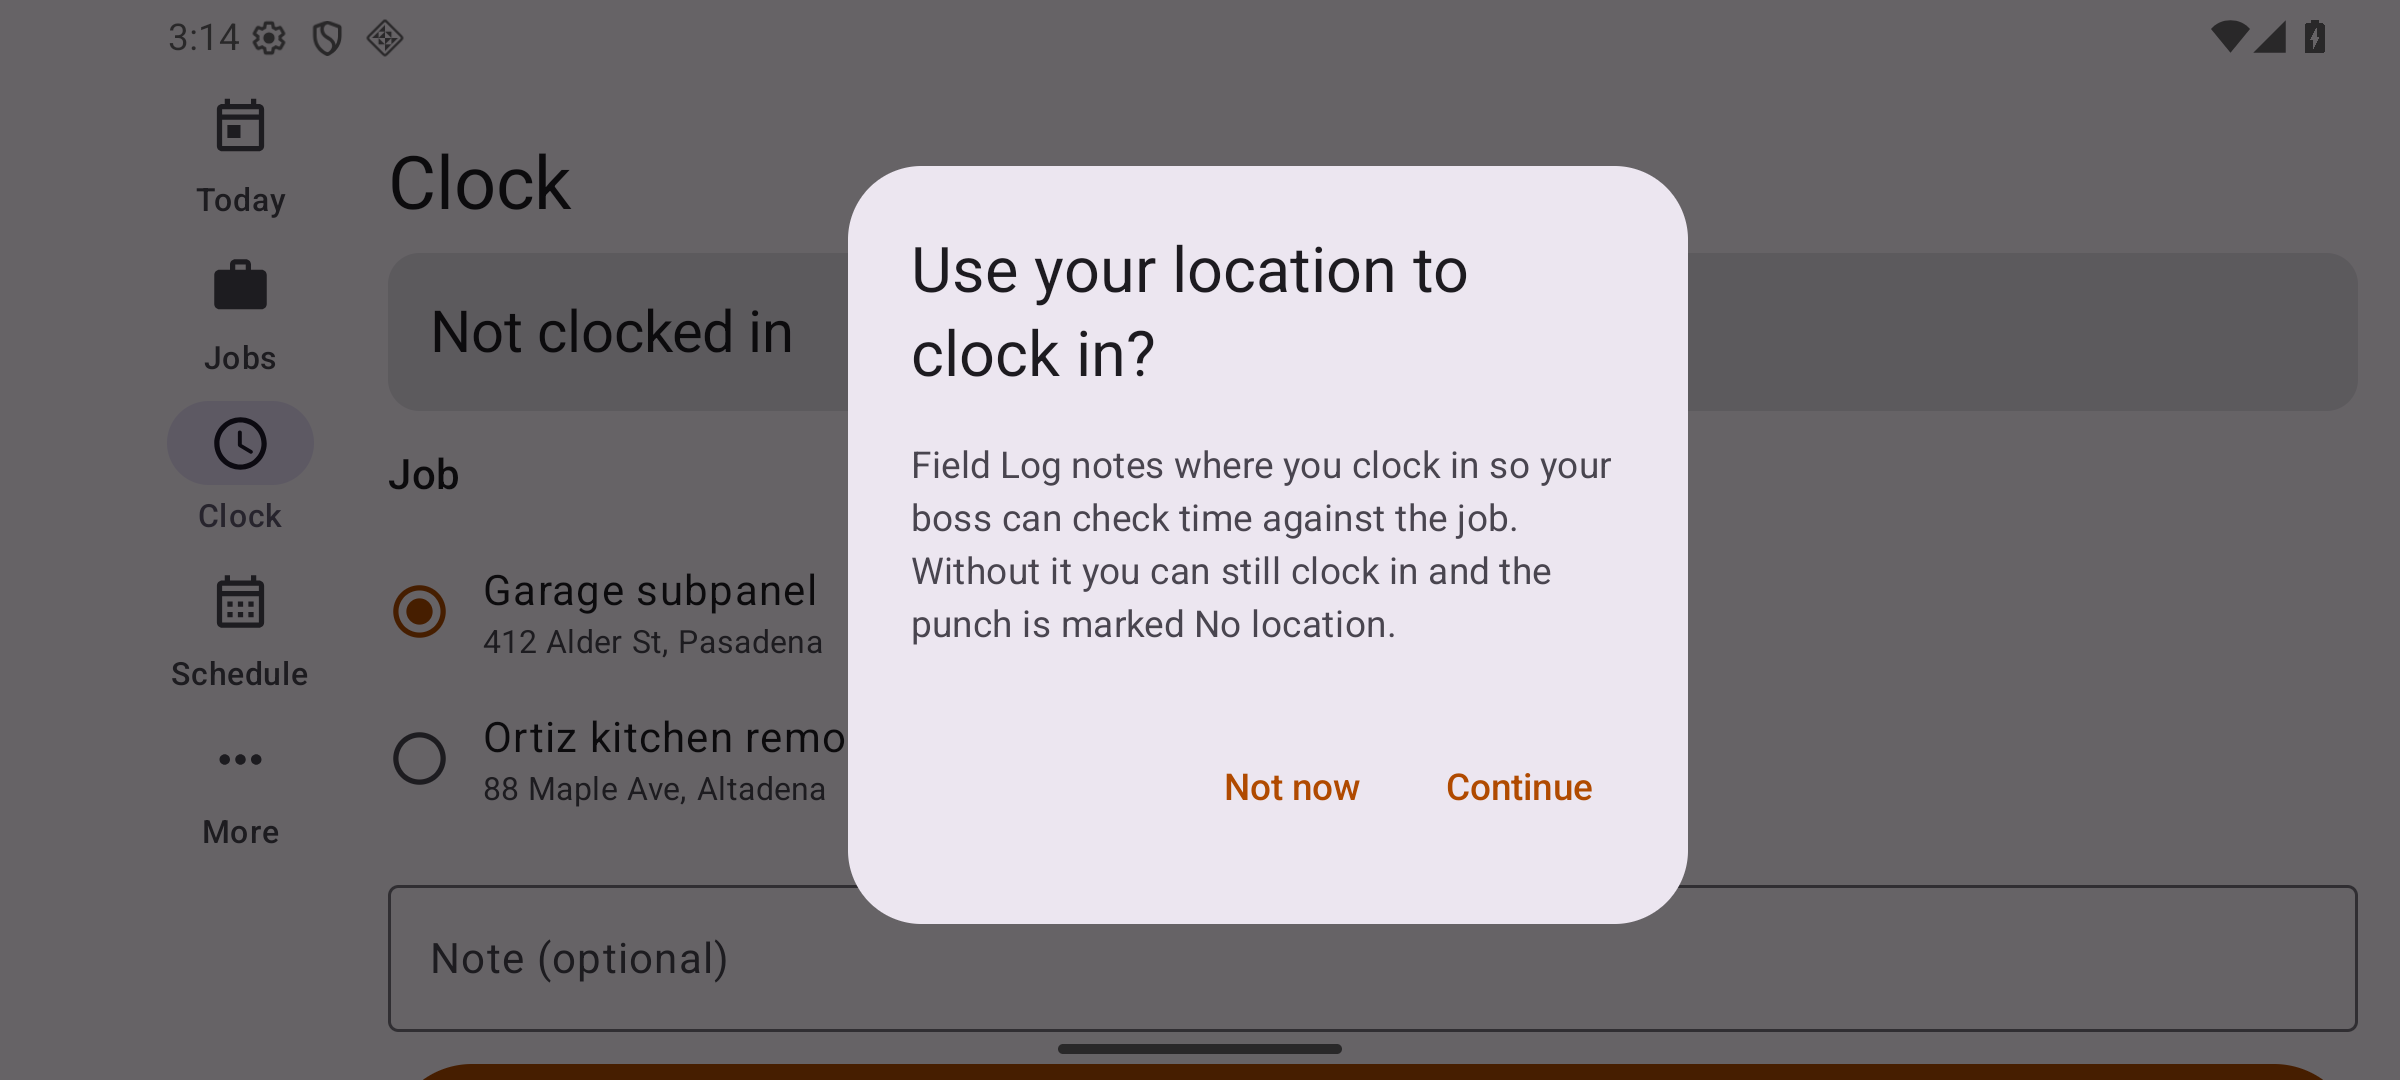 3:14
Today
Jobs
Clock
Schedule
More
Clock
Not clocked in
Job
Garage subpanel
412 Alder St, Pasadena
Ortiz kitchen remo
88 Maple Ave, Altadena
Note (optional)
Use your location to
clock in?
Field Log notes where you clock in so your
boss can check time against the job.
Without it you can still clock in and the
punch is marked No location.
Not now
Continue